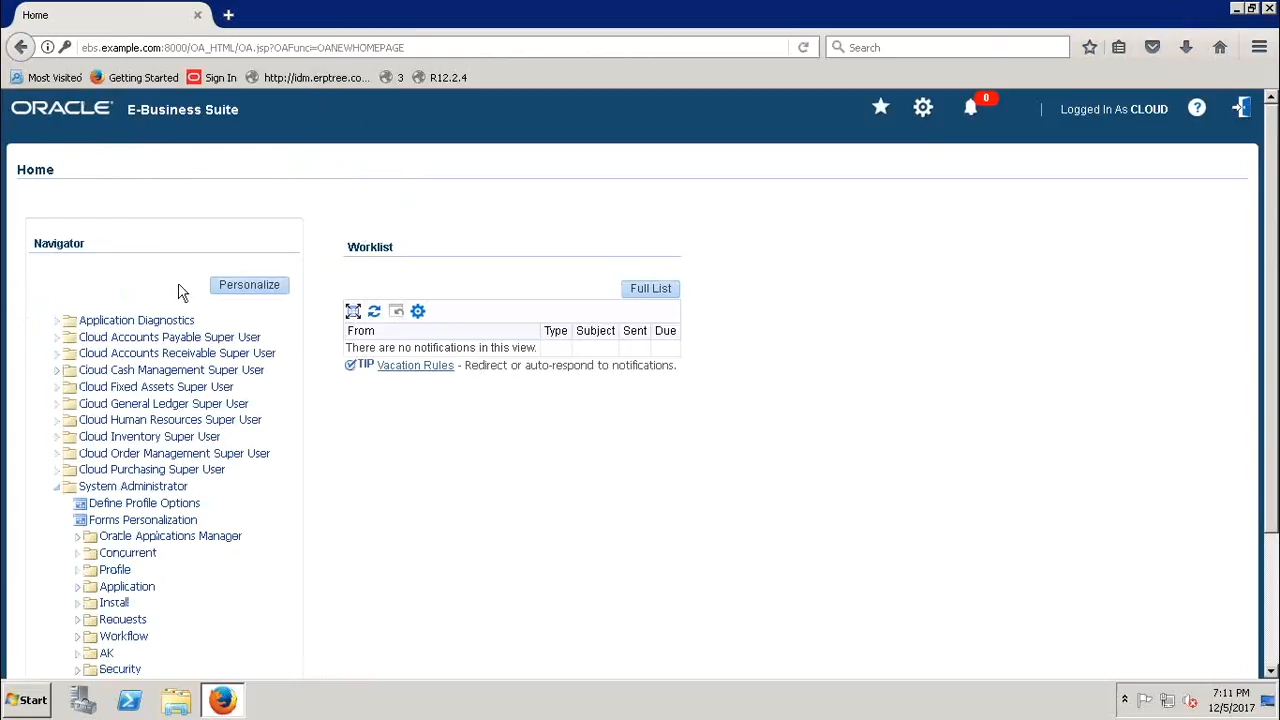 Home
ebs.example.com:8000/OA_HTML/OA.jsp?OAFunc=OANEWHOMEPAGE
Search
Most Visited
Getting Started
Sign In
http://idm.erptree.co...
3
R12.2.4
ORACLE
E-Business Suite
0
Logged In As CLOUD
?
Home
Navigator
Personalize
Application Diagnostics
Cloud Accounts Payable Super User
Cloud Accounts Receivable Super User
Cloud Cash Management Super User
Cloud Fixed Assets Super User
Cloud General Ledger Super User
Cloud Human Resources Super User
Cloud Inventory Super User
Cloud Order Management Super User
Cloud Purchasing Super User
System Administrator
Define Profile Options
Forms Personalization
Oracle Applications Manager
Concurrent
Profile
Application
Install
Requests
Workflow
AK
Security
Worklist
Full List
From Type Subject Sent Due
There are no notifications in this view.
TIP Vacation Rules - Redirect or auto-respond to notifications.
Start
7:11 PM
12/5/2017